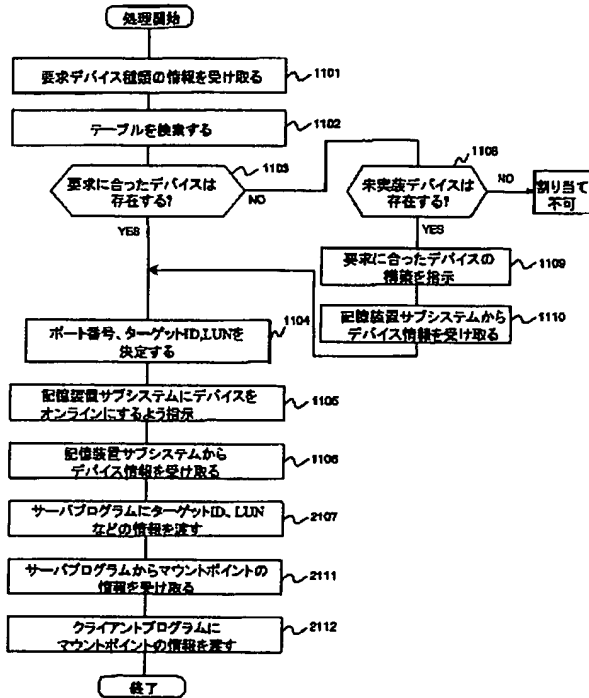 処理開始
要求デバイス種類の情報を受け取る
1101
テーブルを検索する
1102
要求に合ったデバイスは
存在する?
1103
NO
YES
未実装デバイスは
存在する?
1108
NO
YES
割り当て
不可
要求に合ったデバイスの
構築を指示
1109
記憶装置サブシステムから
デバイス情報を受け取る
1110
ポート番号、ターゲットID,LUNを
決定する
1104
記憶装置サブシステムにデバイスを
オンラインにするよう指示
1105
記憶装置サブシステムから
デバイス情報を受け取る
1106
サーバプログラムにターゲットID、LUN
などの情報を渡す
2107
サーバプログラムからマウントポイントの
情報を受け取る
2111
クライアントプログラムに
マウントポイントの情報を渡す
2112
終了